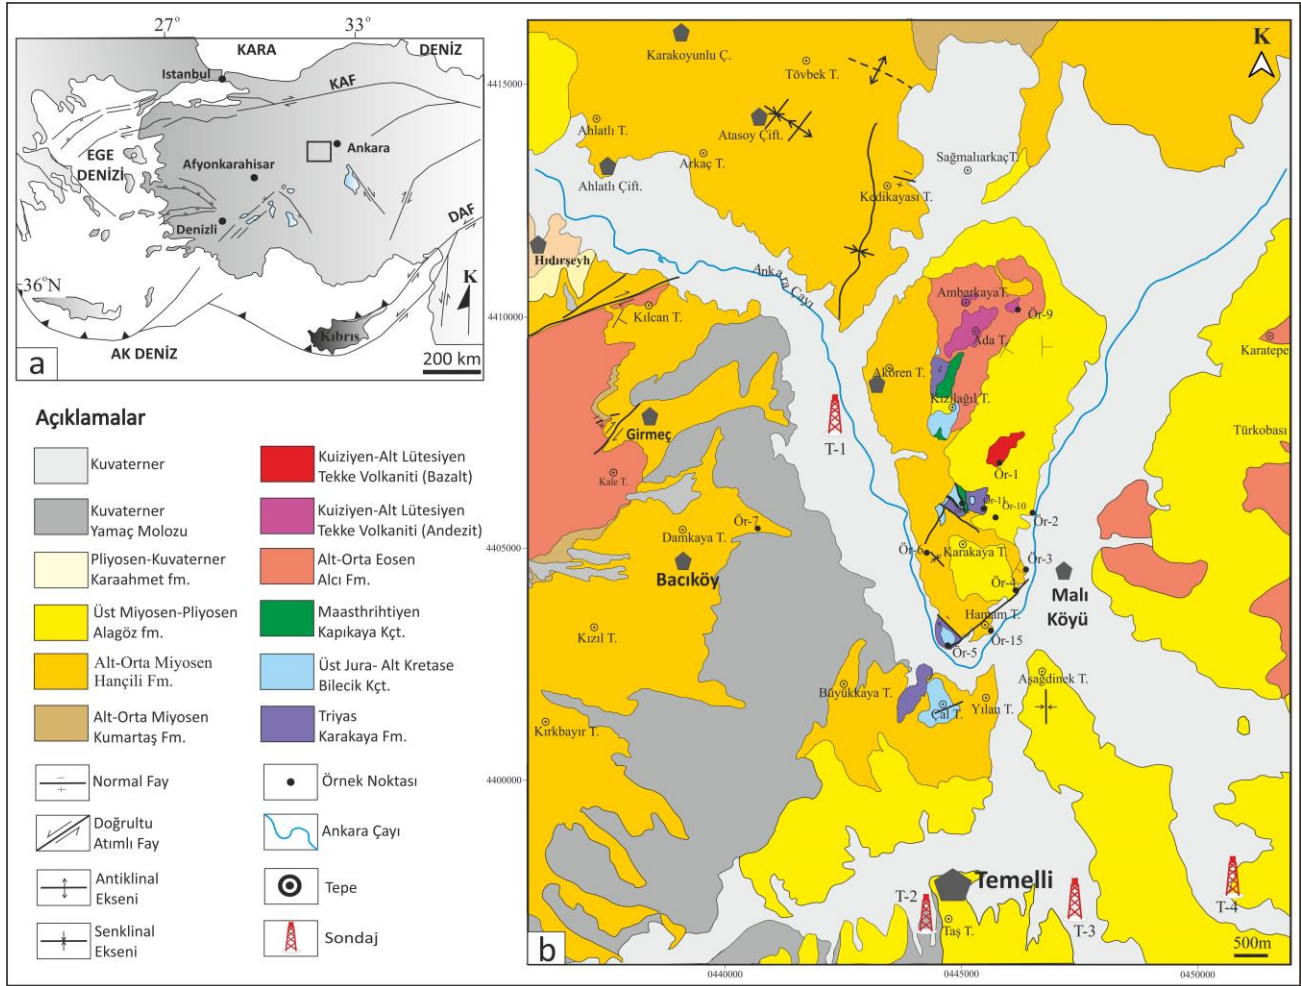 27°
33°
KARA
DENİZ
Istanbul
KAF
EGE
DENİZİ
Ankara
Afyonkarahisar
Denizli
DAF
36°N
K
Kıbrıs
AK DENİZ
200 km
a
Açıklamalar
Kuvaterner
Kuvaterner
Yamaç Molozu
Pliyosen-Kuvaterner
Karaahmet fm.
Üst Miyosen-Pliyosen
Alagöz fm.
Alt-Orta Miyosen
Hançili Fm.
Alt-Orta Miyosen
Kumartaş Fm.
Normal Fay
Doğrultu
Atımlı Fay
Antiklinal
Ekseni
Senklinal
Ekseni
Kuiziyen-Alt Lütesiyen
Tekke Volkaniti (Bazalt)
Kuiziyen-Alt Lütesiyen
Tekke Volkaniti (Andezit)
Alt-Orta Eosen
Alcı Fm.
Maasthrihtiyen
Kapıkaya Kçt.
Üst Jura- Alt Kretase
Bilecik Kçt.
Triyas
Karakaya Fm.
Örnek Noktası
Ankara Çayı
Tepe
Sondaj
K
Karakoyunlu Ç.
Tövbek T.
4415000
Ahlatlı T.
Atasoy Çift.
Arkaç T.
Ahlatlı Çift.
SağmalıarkaçT.
Kedikayası T.
Hıdırşeyh
Ankara Çayı
AmbarkayaT.
4410000
Kılcan T.
Ör-9
Ada T.
Karatepe
Akören T.
Kızılağıl T.
Girmeç
T-1
Türkobası
Kale T.
Ör-1
Ör-11
Ör-10
Ör-7
Ör-2
Damkaya T.
4405000
Ör-6
Karakaya T.
Ör-3
Bacıköy
Ör-4
Malı
Köyü
Hamam T.
Kızıl T.
Ör-15
Ör-5
Aşağdinek T.
Büyükkaya T.
Çal T.
Yılan T.
Kırkbayır T.
4400000
Temelli
T-2
T-3
T-4
Taş T.
500m
b
0440000
0445000
0450000